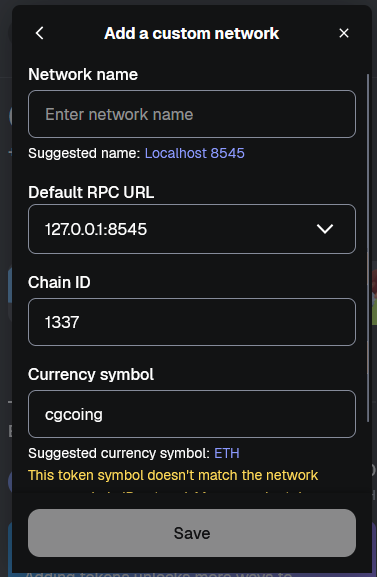 Add a custom network
Network name
Enter network name
Suggested name: Localhost 8545
Default RPC URL
127.0.0.1:8545
Chain ID
1337
Currency symbol
cgcoing
Suggested currency symbol: ETH
This token symbol doesn't match the network
Save